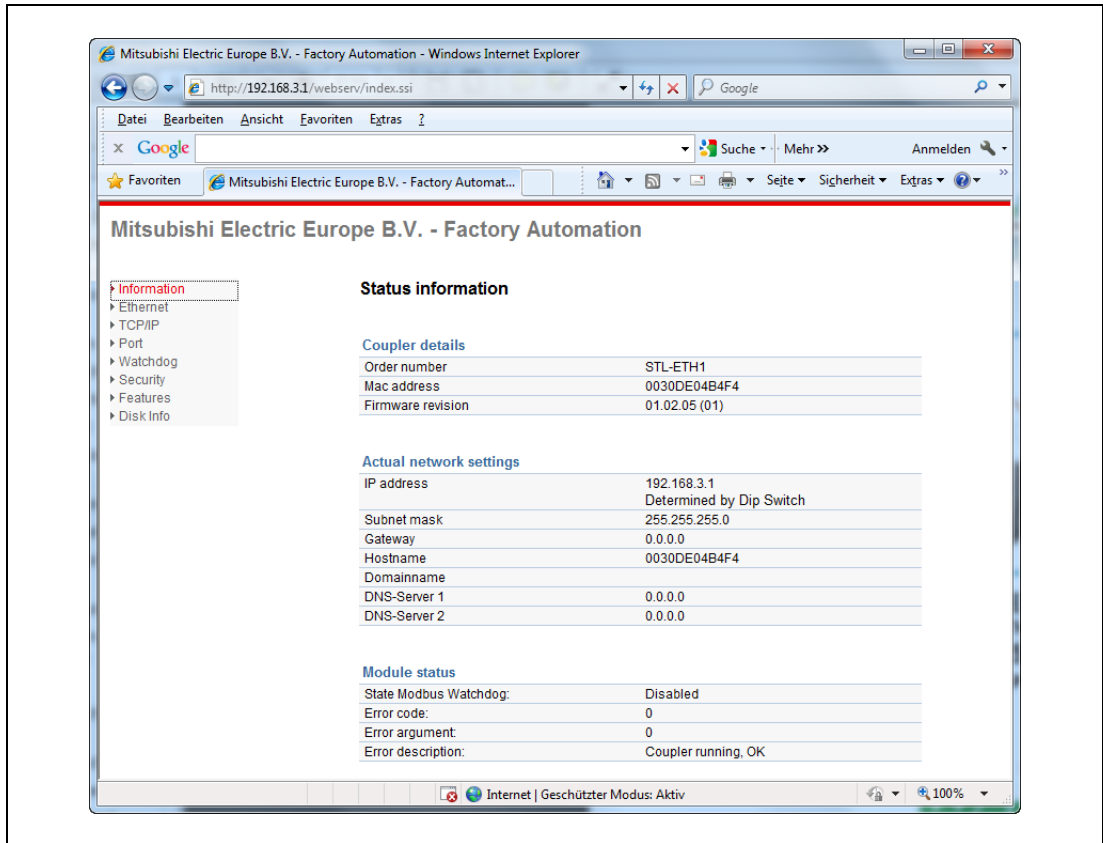 Mitsubishi Electric Europe B.V. - Factory Automation - Windows Internet Explorer
http://192.168.3.1/webserv/index.ssi
Google
Datei Bearbeiten Ansicht Favoriten Extras ?
x Google Suche Mehr >> Anmelden
Favoriten Mitsubishi Electric Europe B.V. - Factory Automat... Seite Sicherheit Extras
Mitsubishi Electric Europe B.V. - Factory Automation
Information
Ethernet
TCP/IP
Port
Watchdog
Security
Features
Disk Info
Status information
Coupler details
Order number STL-ETH1
Mac address 0030DE04B4F4
Firmware revision 01.02.05 (01)
Actual network settings
IP address 192.168.3.1
Determined by Dip Switch
Subnet mask 255.255.255.0
Gateway 0.0.0.0
Hostname 0030DE04B4F4
Domainname
DNS-Server 1 0.0.0.0
DNS-Server 2 0.0.0.0
Module status
State Modbus Watchdog: Disabled
Error code: 0
Error argument: 0
Error description: Coupler running, OK
Internet | Geschützter Modus: Aktiv 100%